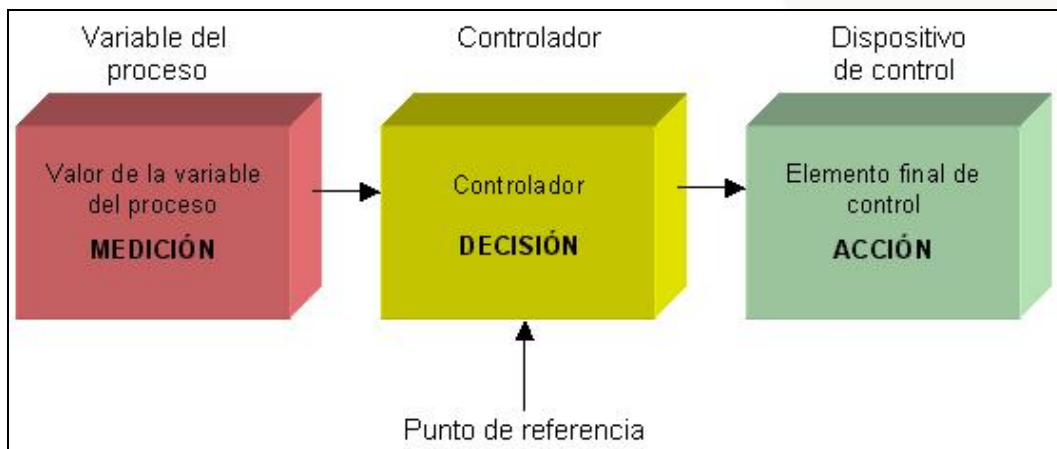 Variable del
proceso
Controlador
Dispositivo
de control
Valor de la variable
del proceso
MEDICIÓN
Controlador
DECISIÓN
Elemento final de
control
ACCIÓN
Punto de referencia